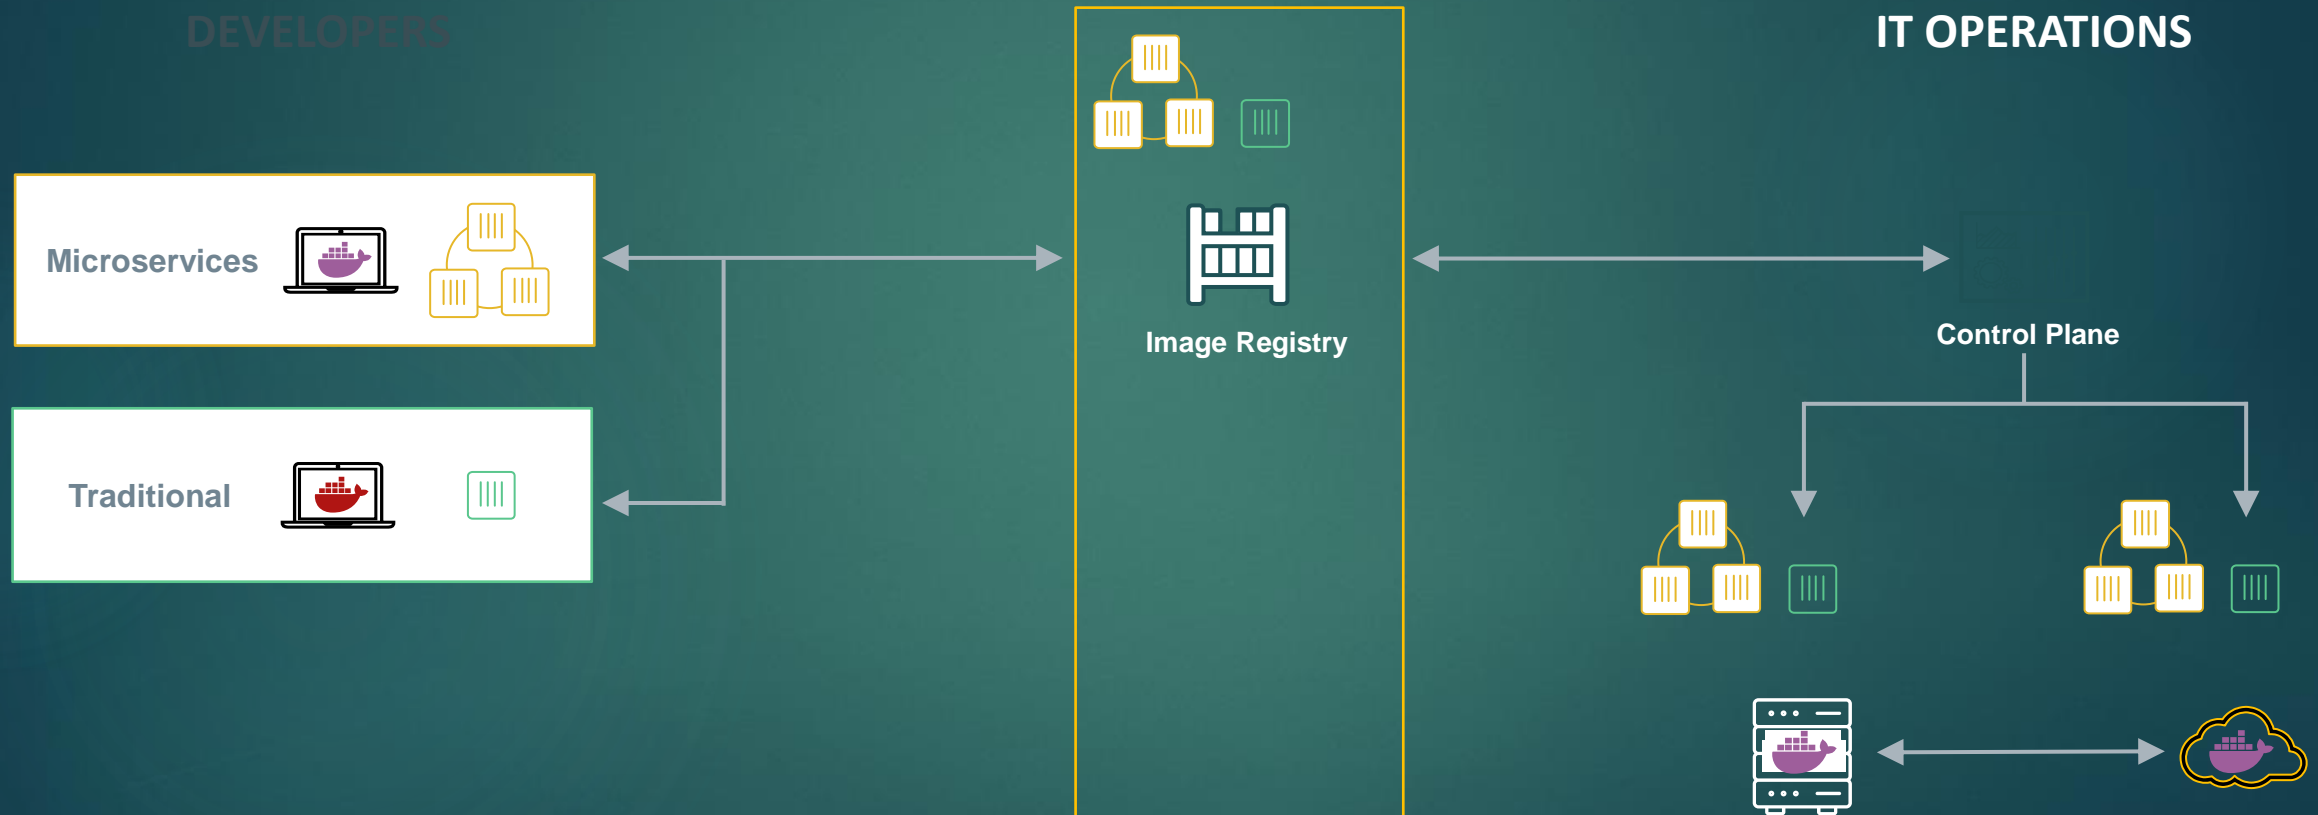 DEVELOPERS
IT OPERATIONS
Microservices
Image Registry
Control Plane
Traditional